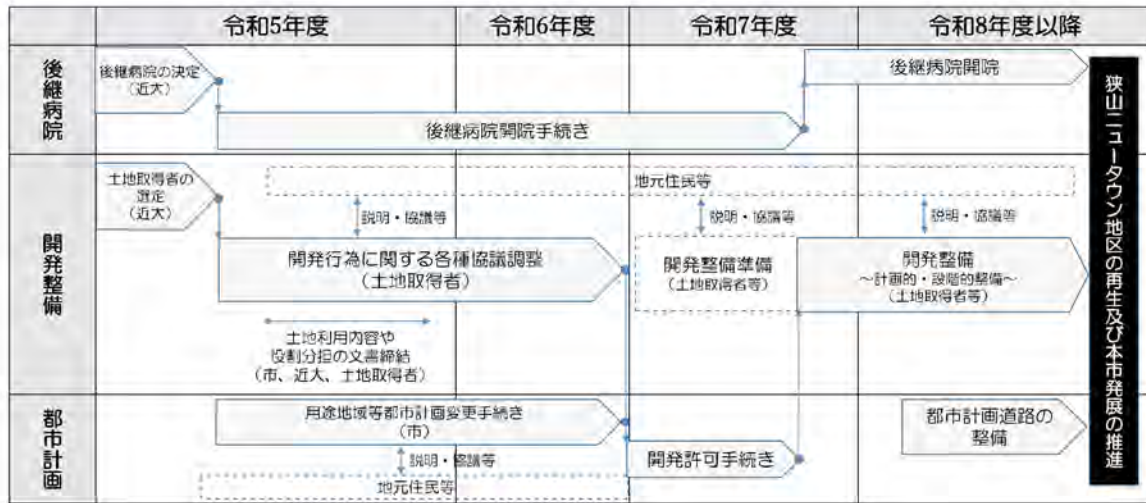 令和5年度
令和6年度
令和7年度
令和8年度以降
後継病院
後継病院の決定
（近大）
後継病院開院手続き
後継病院開院
開発整備
土地取得者の
選定
（近大）
地元住民等
説明・協議等
説明・協議等
説明・協議等
開発行為に関する各種協議調整
（土地取得者）
開発整備準備
（土地取得者等）
開発整備
～計画的・段階的整備～
（土地取得者等）
土地利用内容や
役割分担の文書締結
（市、近大、土地取得者）
都市計画
用途地域等都市計画変更手続き
（市）
説明・協議等
地元住民等
開発許可手続き
都市計画道路の
整備
狭山ニュータウン地区の再生及び本市発展の推進